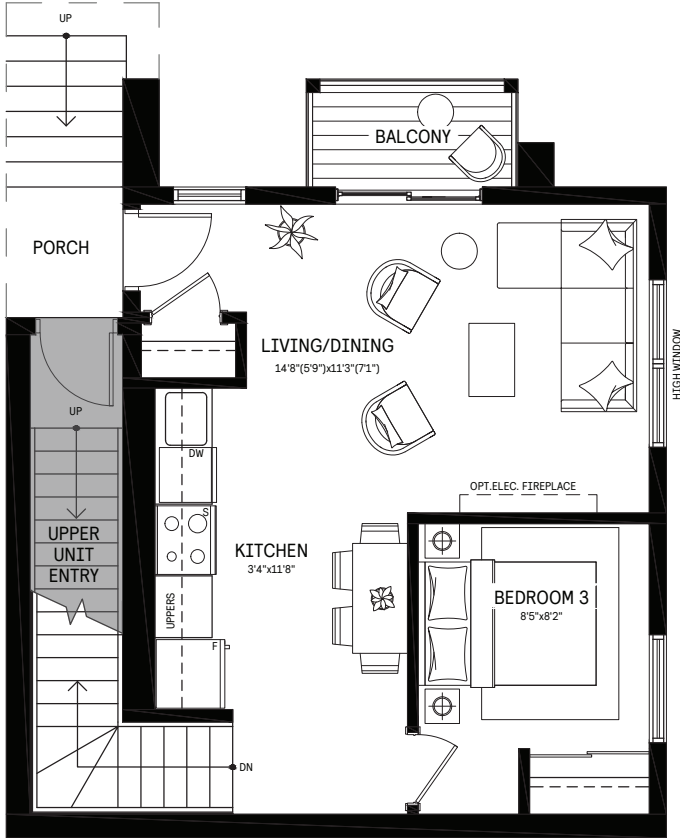 UP
BALCONY
PORCH
LIVING/DINING
14'8"(5'9")x11'3"(7'1")
HIGH WINDOW
UP
DW
OPT.ELEC. FIREPLACE
S
UPPER
UNIT
ENTRY
KITCHEN
3'4"x11'8"
UPPERS
BEDROOM 3
8'5"x8'2"
F
DN